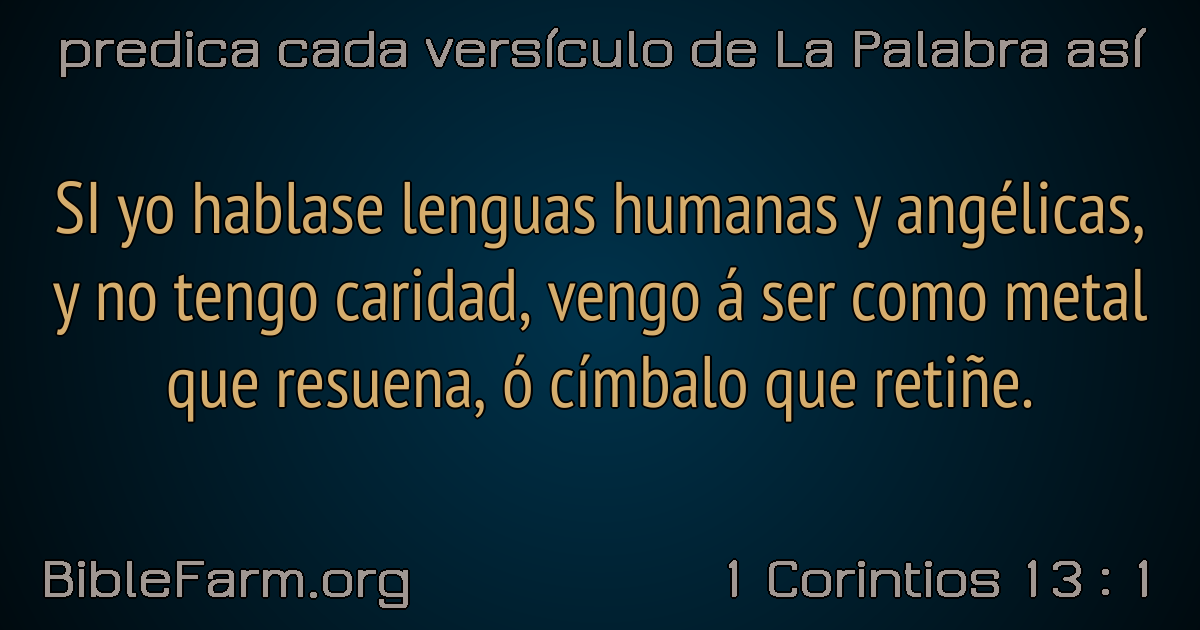 predica cada versículo de La Palabra así
SI yo hablase lenguas humanas y angélicas,
y no tengo caridad, vengo á ser como metal
que resuena, ó címbalo que retiñe.
BibleFarm.org
1 Corintios 13 : 1